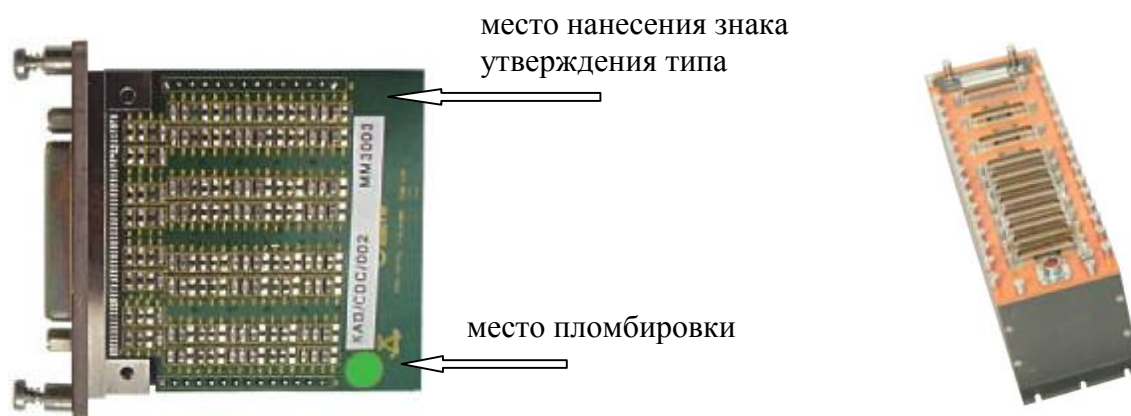 место нанесения знака
утверждения типа
KAD/CDC/002 MM3003
место пломбировки